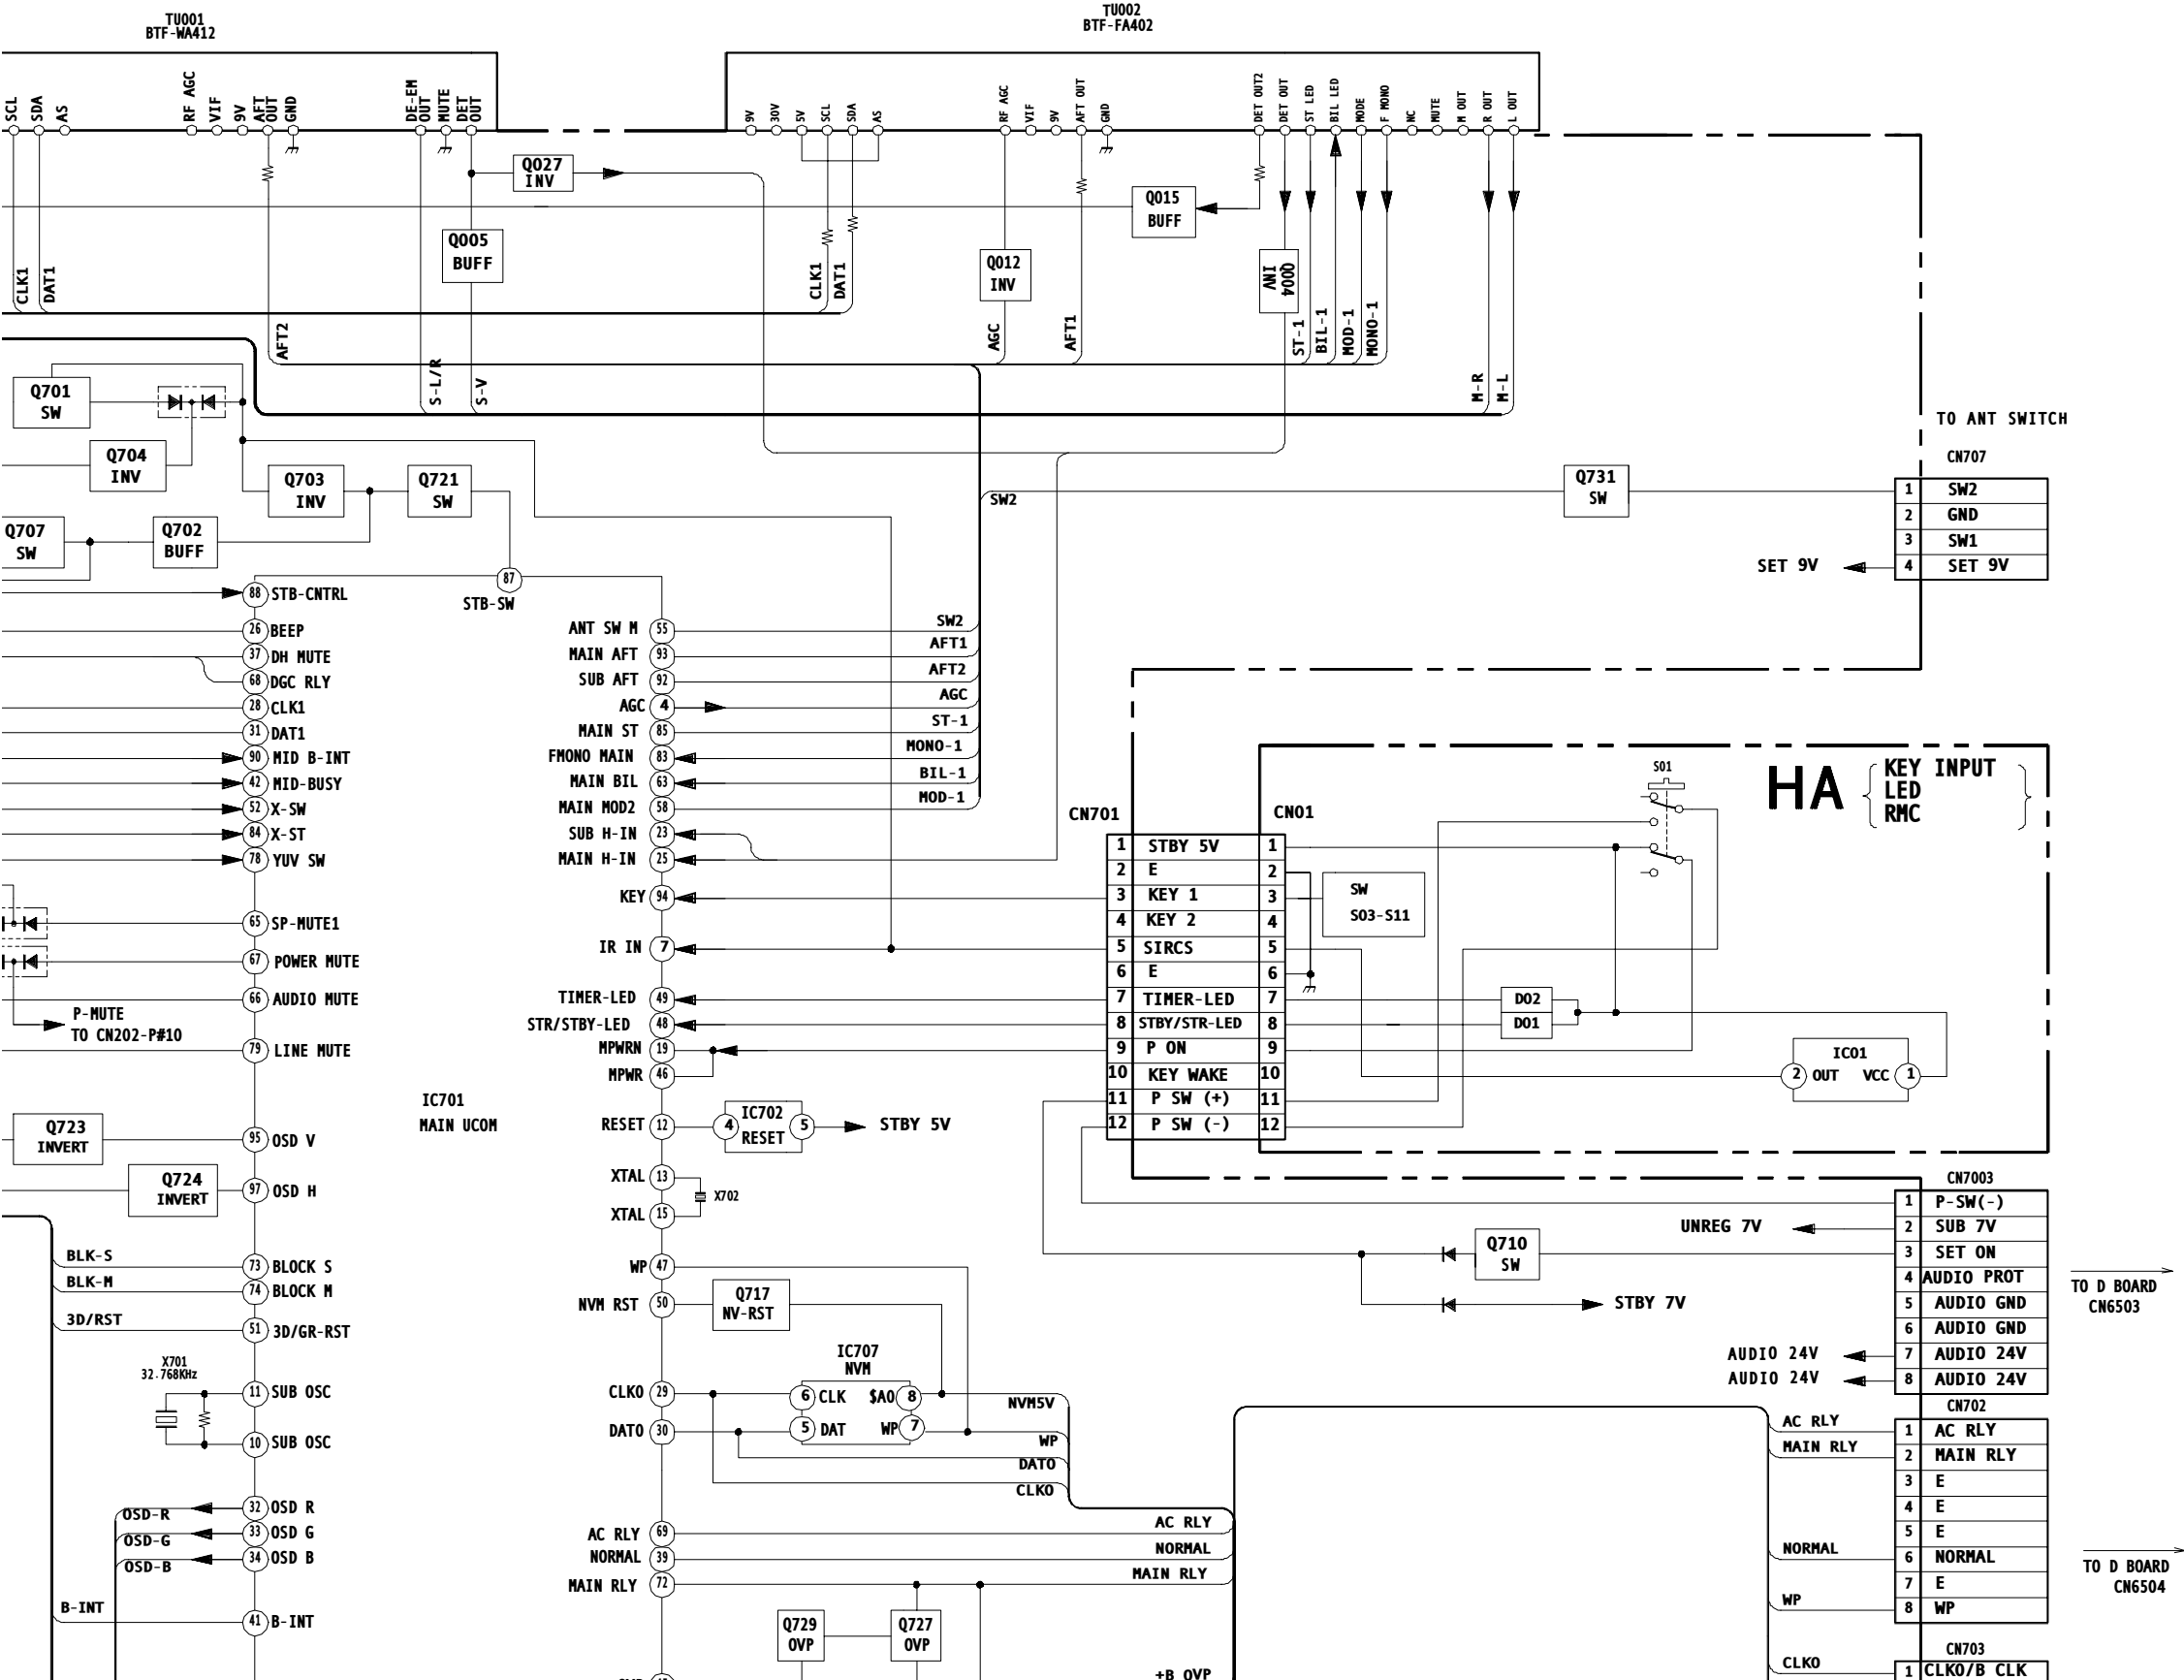 TU001
BTF-WA412
TU002
BTF-FA402
SCL
SDA
AS
RF AGC
VIF
9V
AFT OUT
GND
DE-EM OUT
MUTE
DET OUT
9V
30V
5V
SCL
SDA
AS
RF AGC
VIF
9V
AFT OUT
GND
DET OUT2
DET OUT
ST LED
BIL LED
MODE
F MONO
NC
MUTE
M OUT
R OUT
L OUT
Q027
INV
Q015
BUFF
Q005
BUFF
Q012
INV
Q004
INV
CLK1
DAT1
CLK1
DAT1
AFT2
S-L/R
S-V
AGC
AFT1
ST-1
BIL-1
MOD-1
MONO-1
M-R
M-L
Q701
SW
Q704
INV
Q703
INV
Q721
SW
Q707
SW
Q702
BUFF
SW2
Q731
SW
TO ANT SWITCH
CN707
1 SW2
2 GND
3 SW1
4 SET 9V
SET 9V
87
STB-SW
88 STB-CNTRL
26 BEEP
37 DH MUTE
68 DGC RLY
28 CLK1
31 DAT1
90 MID B-INT
42 MID-BUSY
52 X-SW
84 X-ST
78 YUV SW
65 SP-MUTE1
67 POWER MUTE
66 AUDIO MUTE
P-MUTE
TO CN202-P#10
79 LINE MUTE
Q723
INVERT
95 OSD V
Q724
INVERT
97 OSD H
BLK-S
73 BLOCK S
BLK-M
74 BLOCK M
3D/RST
51 3D/GR-RST
X701
32.768KHz
11 SUB OSC
10 SUB OSC
OSD-R
32 OSD R
OSD-G
33 OSD G
OSD-B
34 OSD B
B-INT
41 B-INT
IC701
MAIN UCOM
ANT SW M 55 SW2
MAIN AFT 93 AFT1
SUB AFT 92 AFT2
AGC 4 AGC
MAIN ST 85 ST-1
FMONO MAIN 83 MONO-1
MAIN BIL 63 BIL-1
MAIN MOD2 58 MOD-1
SUB H-IN 23
MAIN H-IN 25
KEY 94
IR IN 7
TIMER-LED 49
STR/STBY-LED 48
MPWRN 19
MPWR 46
RESET 12
4 IC702 5
RESET
STBY 5V
XTAL 13
X702
XTAL 15
WP 47
NVM RST 50
Q717
NV-RST
IC707
NVM
CLK0 29
6 CLK $A0 8
NVM5V
DAT0 30
5 DAT WP 7
WP
DAT0
CLK0
AC RLY 69 AC RLY
NORMAL 39 NORMAL
MAIN RLY 72 MAIN RLY
Q729
OVP
Q727
OVP
+B OVP
CN701
CN01
1 STBY 5V 1
2 E 2
3 KEY 1 3
4 KEY 2 4
5 SIRCS 5
6 E 6
7 TIMER-LED 7
8 STBY/STR-LED 8
9 P ON 9
10 KEY WAKE 10
11 P SW (+) 11
12 P SW (-) 12
SW
S03-S11
S01
HA
KEY INPUT
LED
RMC
D02
D01
IC01
2 OUT VCC 1
CN7003
1 P-SW(-)
2 SUB 7V
3 SET ON
4 AUDIO PROT
5 AUDIO GND
6 AUDIO GND
7 AUDIO 24V
8 AUDIO 24V
UNREG 7V
Q710
SW
STBY 7V
AUDIO 24V
AUDIO 24V
TO D BOARD
CN6503
CN702
1 AC RLY
2 MAIN RLY
3 E
4 E
5 E
6 NORMAL
7 E
8 WP
AC RLY
MAIN RLY
NORMAL
WP
TO D BOARD
CN6504
CN703
CLK0
1 CLK0/B CLK